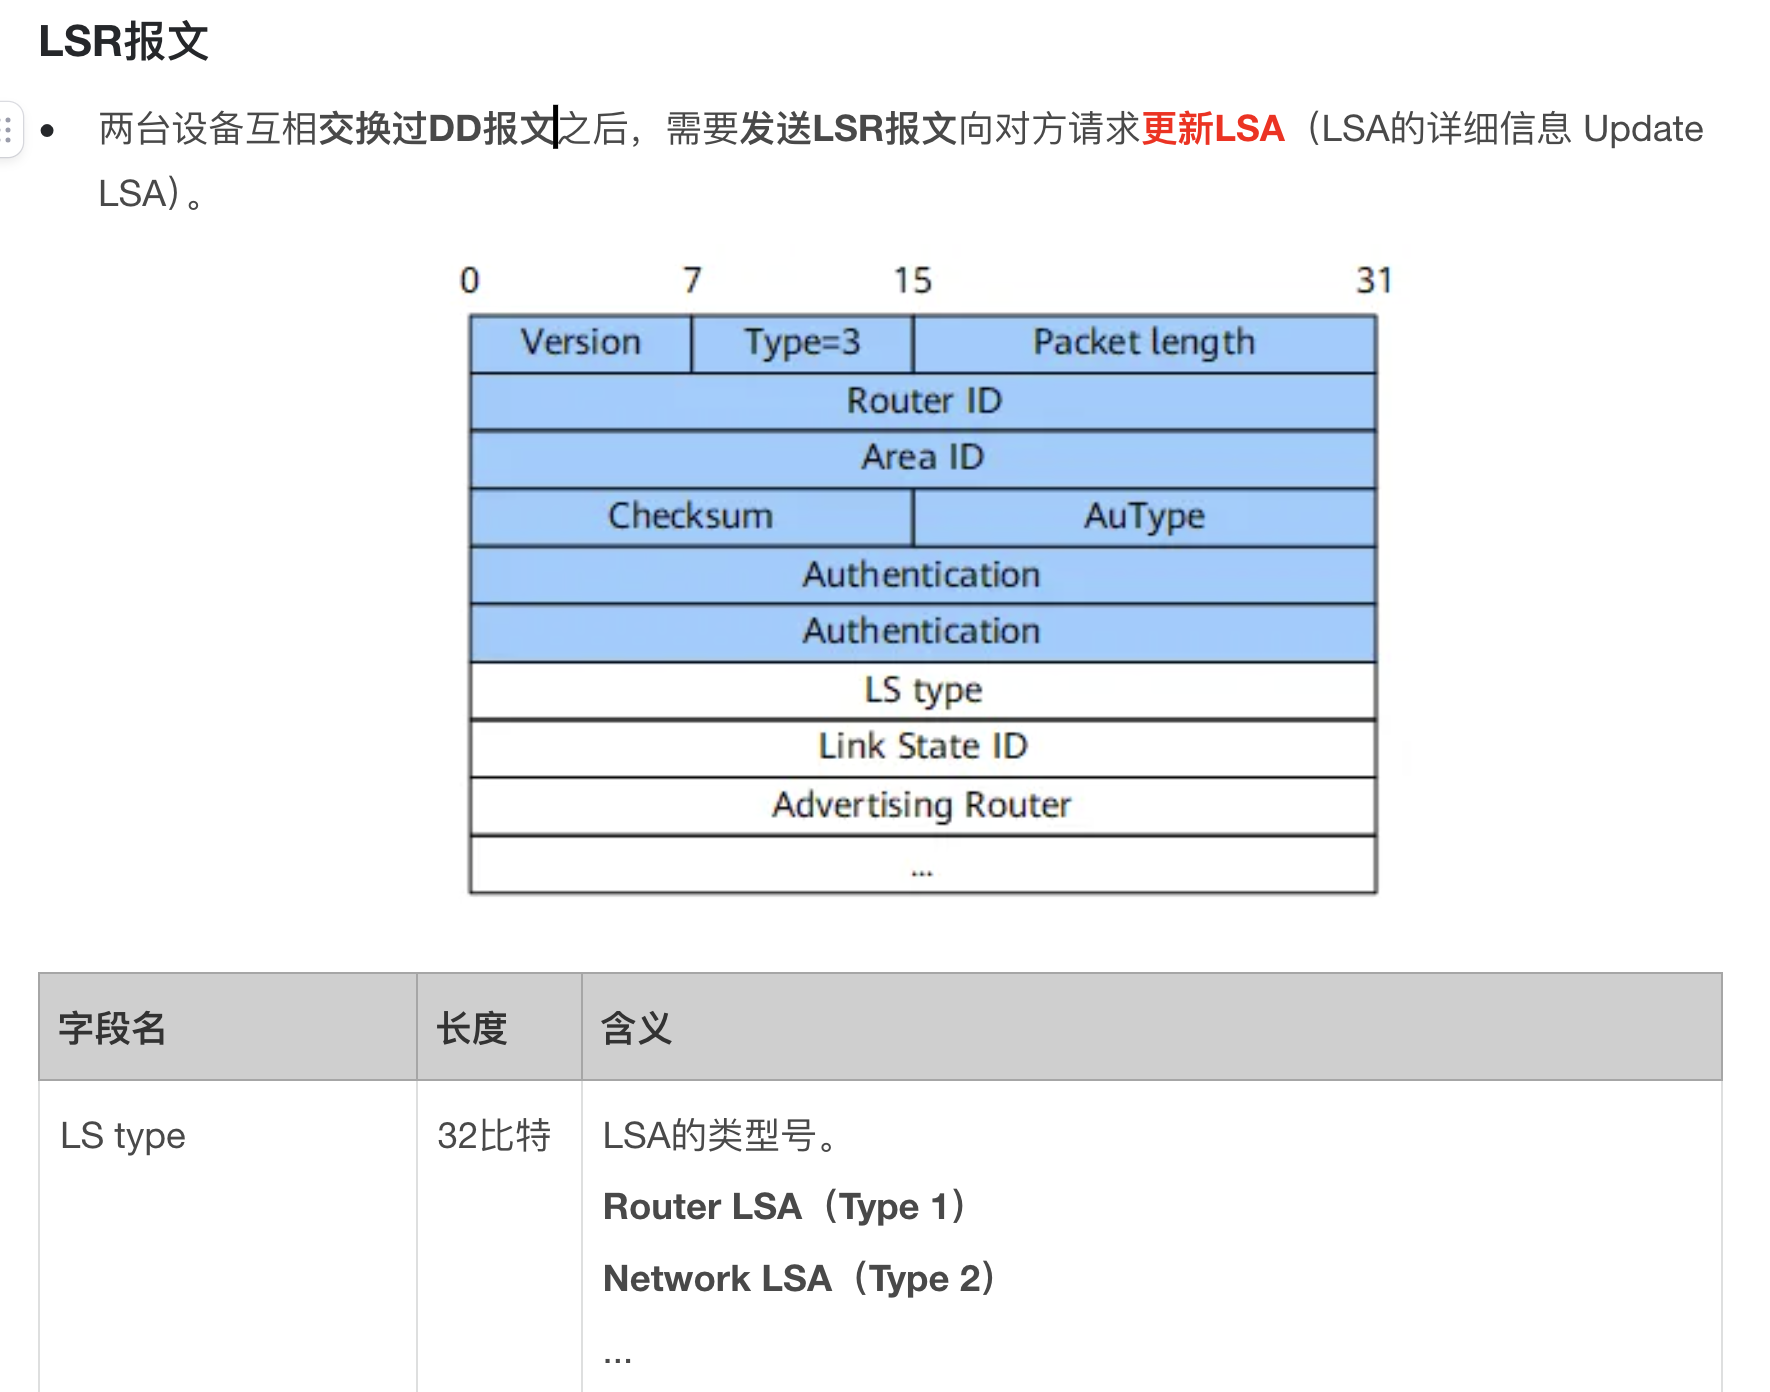 LSR报文
• 两台设备互相交换过DD报文之后，需要发送LSR报文向对方请求更新LSA（LSA的详细信息 Update
LSA）。
0 7 15 31
Version Type=3 Packet length
Router ID
Area ID
Checksum AuType
Authentication
Authentication
LS type
Link State ID
Advertising Router
...
字段名 长度 含义
LS type 32比特 LSA的类型号。
Router LSA（Type 1）
Network LSA（Type 2）
...